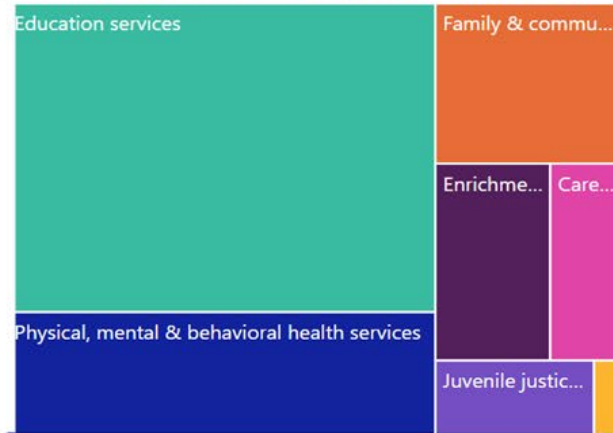 Education services
Family & commu...
Enrichme...
Care...
Physical, mental & behavioral health services
Juvenile justic...